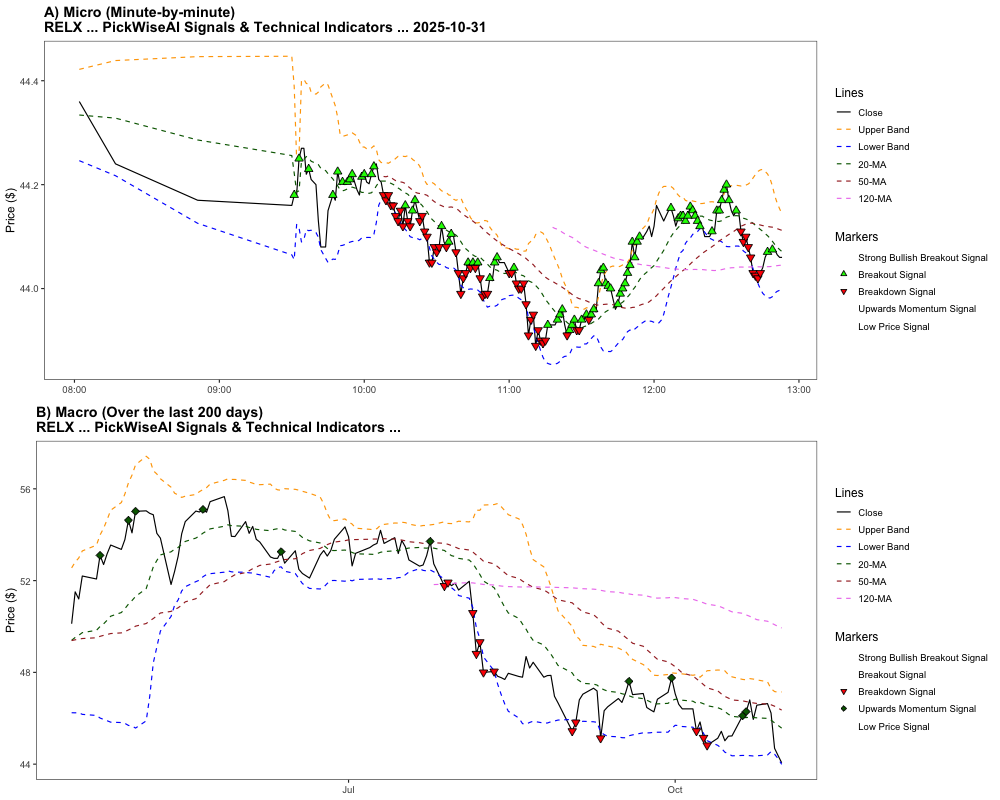 A) Micro (Minute-by-minute)
RELX ... PickWiseAI Signals & Technical Indicators ... 2025-10-31
Price ($)
44.4
44.2
44.0
08:00
09:00
10:00
11:00
12:00
13:00
Lines
Close
Upper Band
Lower Band
20-MA
50-MA
120-MA
Markers
Strong Bullish Breakout Signal
Breakout Signal
Breakdown Signal
Upwards Momentum Signal
Low Price Signal
B) Macro (Over the last 200 days)
RELX ... PickWiseAI Signals & Technical Indicators ...
Price ($)
56
52
48
44
Jul
Oct
Lines
Close
Upper Band
Lower Band
20-MA
50-MA
120-MA
Markers
Strong Bullish Breakout Signal
Breakout Signal
Breakdown Signal
Upwards Momentum Signal
Low Price Signal